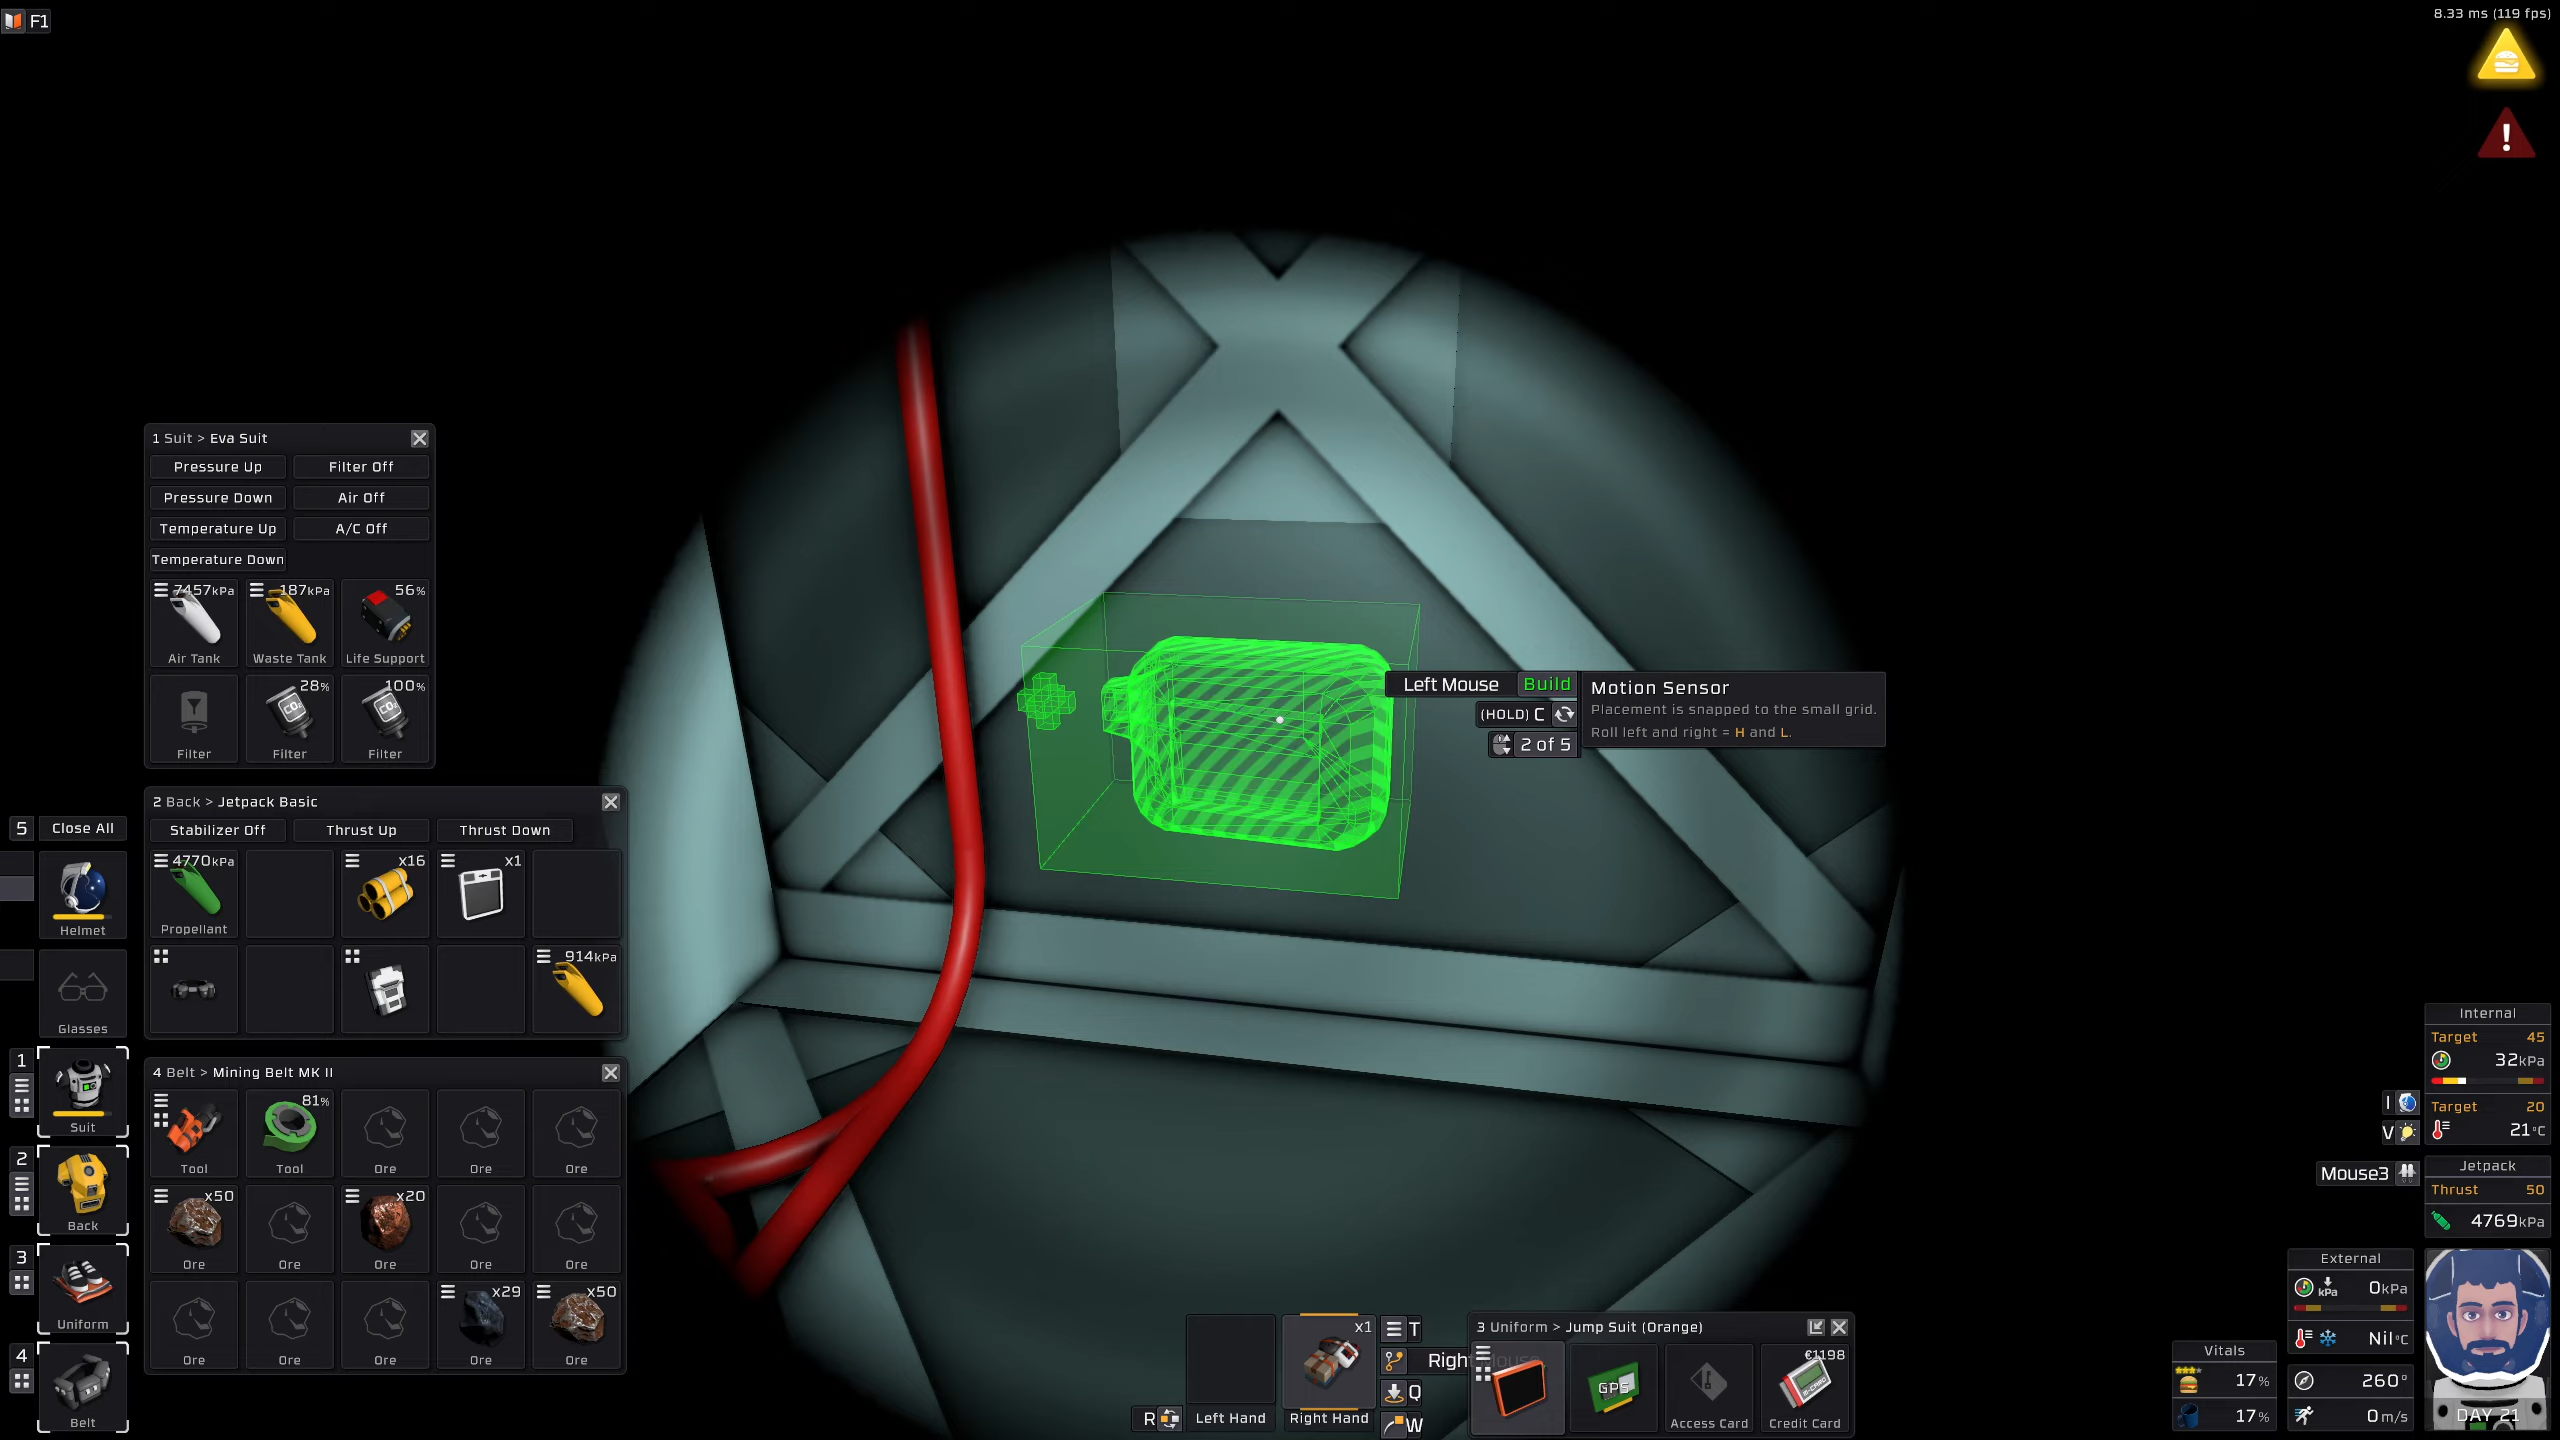 F1
8.33 ms (119 fps)
1 Suit > Eva Suit
Pressure Up
Filter Off
Pressure Down
Air Off
Temperature Up
A/C Off
Temperature Down
7457kPa
187kPa
56%
Air Tank
Waste Tank
Life Support
28%
100%
Filter
Filter
Filter
Left Mouse
Build
(HOLD) C
2 of 5
Motion Sensor
Placement is snapped to the small grid.
Roll left and right = H and L.
2 Back > Jetpack Basic
Stabilizer Off
Thrust Up
Thrust Down
4770kPa
x16
x1
Propellant
914kPa
5
Close All
Helmet
Glasses
1
Suit
2
Back
3
Uniform
4
Belt
4 Belt > Mining Belt MK II
81%
Tool
Tool
Ore
Ore
Ore
x50
x20
Ore
Ore
Ore
Ore
Ore
x29
x50
Ore
Ore
Ore
Ore
Ore
R
Left Hand
x1
Right Hand
T
Q
W
3 Uniform > Jump Suit (Orange)
GPS
Access Card
€1198
Credit Card
Internal
Target 45
32kPa
Target 20
21°C
I
V
Mouse3
Jetpack
Thrust 50
4769kPa
External
kPa
0kPa
Nil°C
260°
0m/s
Vitals
17%
17%
DAY 21